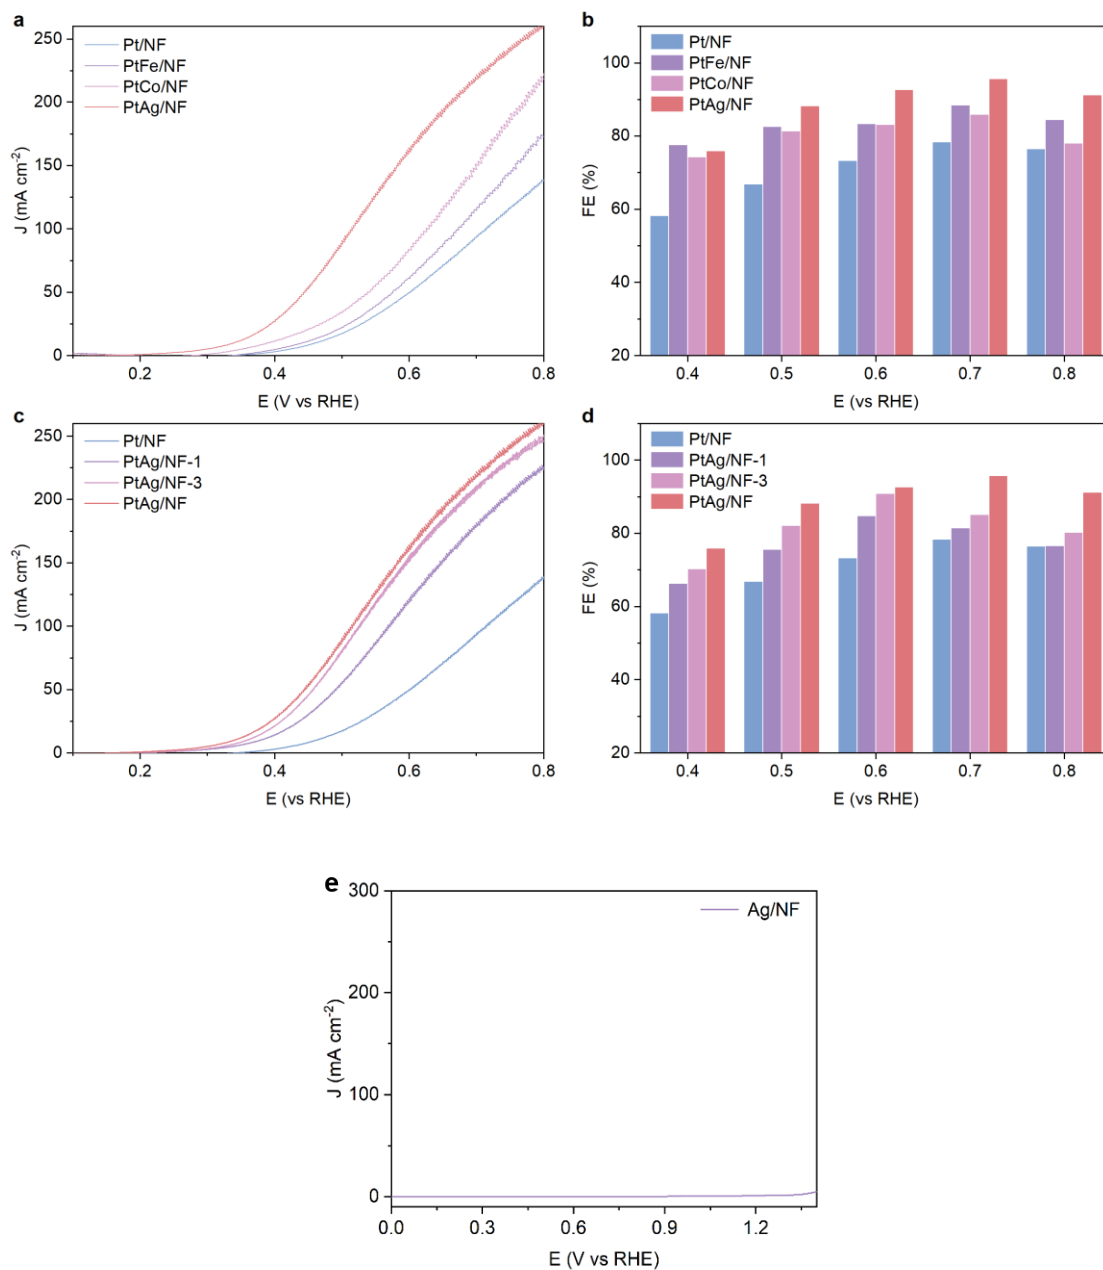 a
250
200
150
100
50
0
J (mA cm⁻²)
Pt/NF
PtFe/NF
PtCo/NF
PtAg/NF
0.2 0.4 0.6 0.8
E (V vs RHE)
b
100
80
60
40
20
FE (%)
Pt/NF
PtFe/NF
PtCo/NF
PtAg/NF
0.4 0.5 0.6 0.7 0.8
E (vs RHE)
c
250
200
150
100
50
0
J (mA cm⁻²)
Pt/NF
PtAg/NF-1
PtAg/NF-3
PtAg/NF
0.2 0.4 0.6 0.8
E (vs RHE)
d
100
80
60
40
20
FE (%)
Pt/NF
PtAg/NF-1
PtAg/NF-3
PtAg/NF
0.4 0.5 0.6 0.7 0.8
E (vs RHE)
e
300
200
100
0
J (mA cm⁻²)
Ag/NF
0.0 0.3 0.6 0.9 1.2
E (V vs RHE)